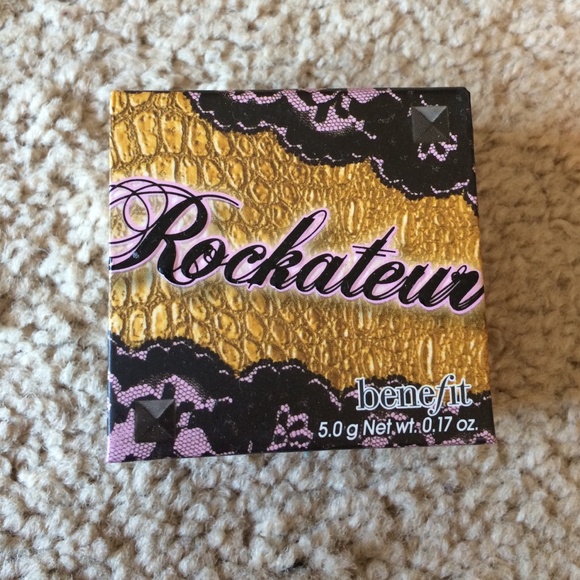 Rockateur
benefit
5.0 g Net wt. 0.17 oz.